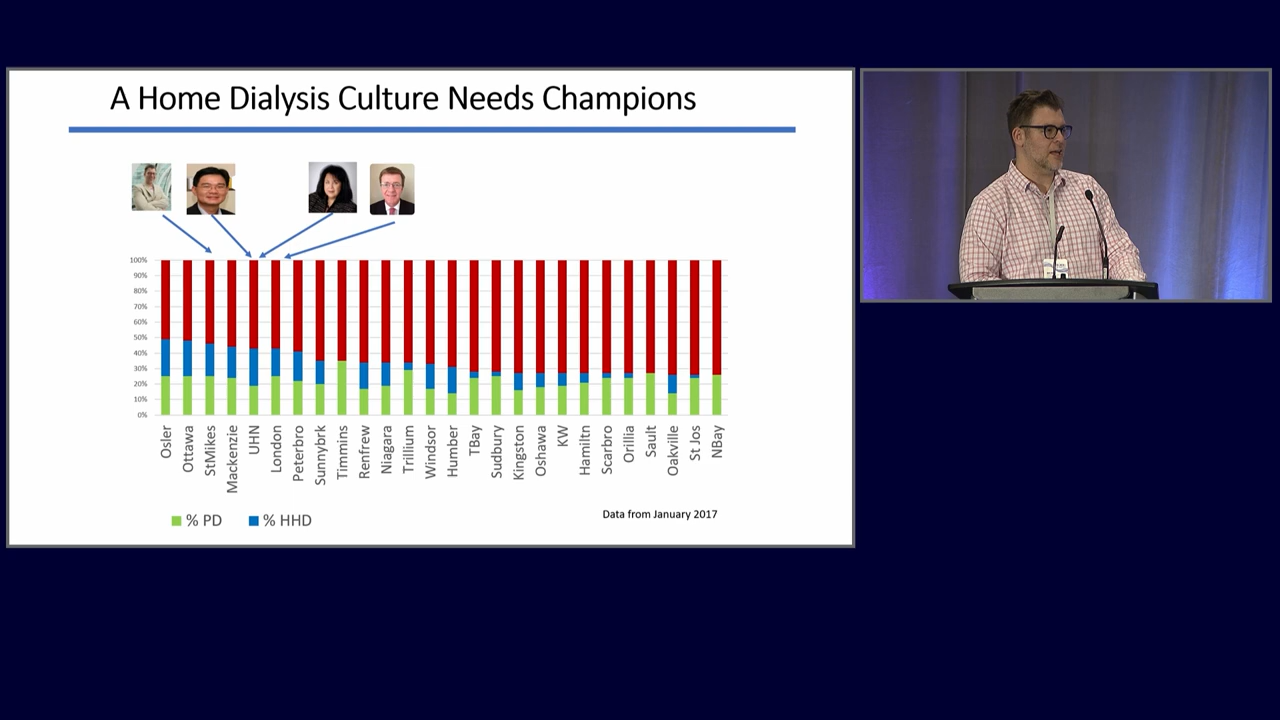 A Home Dialysis Culture Needs Champions
100%
90%
80%
70%
60%
50%
40%
30%
20%
10%
0%
Osler
Ottawa
StMikes
Mackenzie
UHN
London
Peterbro
Sunnybrk
Timmins
Renfrew
Niagara
Trillium
Windsor
Humber
TBay
Sudbury
Kingston
Oshawa
KW
Hamiltn
Scarbro
Orillia
Sault
Oakville
St Jos
NBay
% PD
% HHD
Data from January 2017